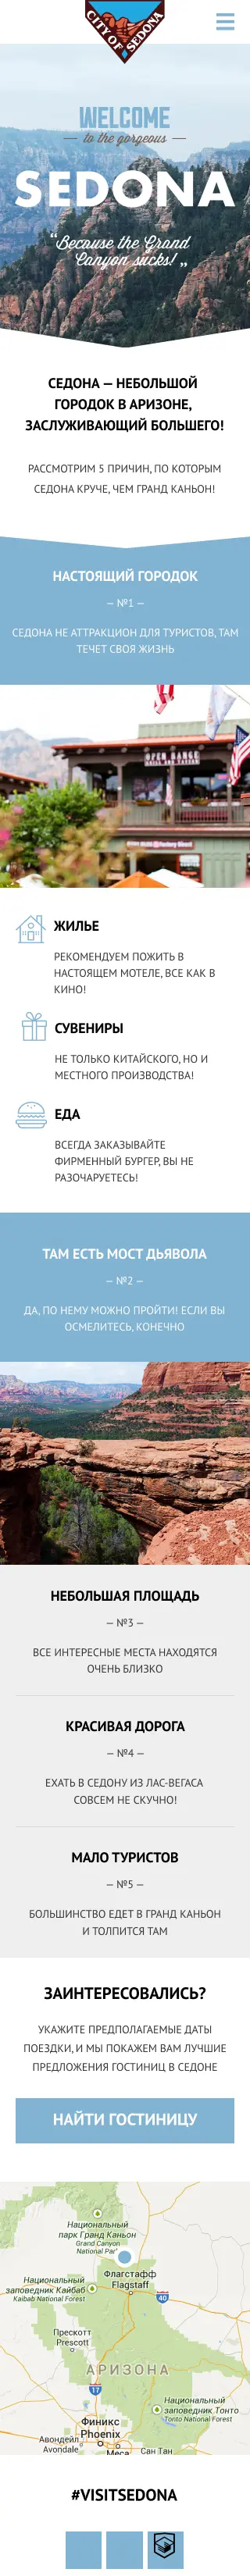 CITY OF
SEDONA
WELCOME
— to the gorgeous —
SEDONA
“Because the Grand
Canyon sucks!„
СЕДОНА — НЕБОЛЬШОЙ
ГОРОДОК В АРИЗОНЕ,
ЗАСЛУЖИВАЮЩИЙ БОЛЬШЕГО!
РАССМОТРИМ 5 ПРИЧИН, ПО КОТОРЫМ
СЕДОНА КРУЧЕ, ЧЕМ ГРАНД КАНЬОН!
НАСТОЯЩИЙ ГОРОДОК
— №1 —
СЕДОНА НЕ АТТРАКЦИОН ДЛЯ ТУРИСТОВ, ТАМ
ТЕЧЕТ СВОЯ ЖИЗНЬ
OPEN RANGE
ЖИЛЬЕ
РЕКОМЕНДУЕМ ПОЖИТЬ В
НАСТОЯЩЕМ МОТЕЛЕ, ВСЕ КАК В
КИНО!
СУВЕНИРЫ
НЕ ТОЛЬКО КИТАЙСКОГО, НО И
МЕСТНОГО ПРОИЗВОДСТВА!
ЕДА
ВСЕГДА ЗАКАЗЫВАЙТЕ
ФИРМЕННЫЙ БУРГЕР, ВЫ НЕ
РАЗОЧАРУЕТЕСЬ!
ТАМ ЕСТЬ МОСТ ДЬЯВОЛА
— №2 —
ДА, ПО НЕМУ МОЖНО ПРОЙТИ! ЕСЛИ ВЫ
ОСМЕЛИТЕСЬ, КОНЕЧНО
НЕБОЛЬШАЯ ПЛОЩАДЬ
— №3 —
ВСЕ ИНТЕРЕСНЫЕ МЕСТА НАХОДЯТСЯ
ОЧЕНЬ БЛИЗКО
КРАСИВАЯ ДОРОГА
— №4 —
ЕХАТЬ В СЕДОНУ ИЗ ЛАС-ВЕГАСА
СОВСЕМ НЕ СКУЧНО!
МАЛО ТУРИСТОВ
— №5 —
БОЛЬШИНСТВО ЕДЕТ В ГРАНД КАНЬОН
И ТОЛПИТСЯ ТАМ
ЗАИНТЕРЕСОВАЛИСЬ?
УКАЖИТЕ ПРЕДПОЛАГАЕМЫЕ ДАТЫ
ПОЕЗДКИ, И МЫ ПОКАЖЕМ ВАМ ЛУЧШИЕ
ПРЕДЛОЖЕНИЯ ГОСТИНИЦ В СЕДОНЕ
НАЙТИ ГОСТИНИЦУ
Национальный
парк Гранд Каньон
Grand Canyon
National Park
Флагстафф
Flagstaff
Национальный
заповедник Кайбаб
Kaibab National Forest
40
Прескотт
Prescott
АРИЗОНА
17
Национальный
заповедник Тонто
Tonto National Forest
Финикс
Phoenix
Авондейл
Avondale
Меса
Сан Тан
#VISITSEDONA